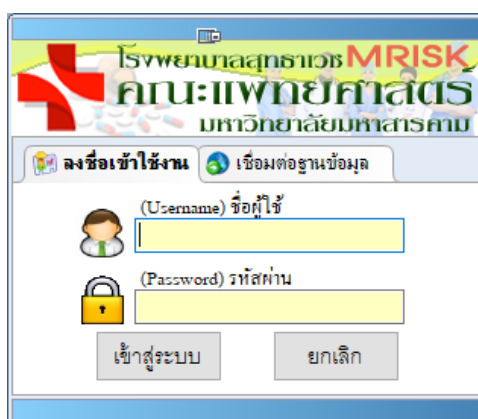 โรงพยาบาลสุทธาเวช MRISK
คณะแพทยศาสตร์
มหาวิทยาลัยมหาสารคาม
ลงชื่อเข้าใช้งาน เชื่อมต่อฐานข้อมูล
(Username) ชื่อผู้ใช้
(Password) รหัสผ่าน
เข้าสู่ระบบ ยกเลิก